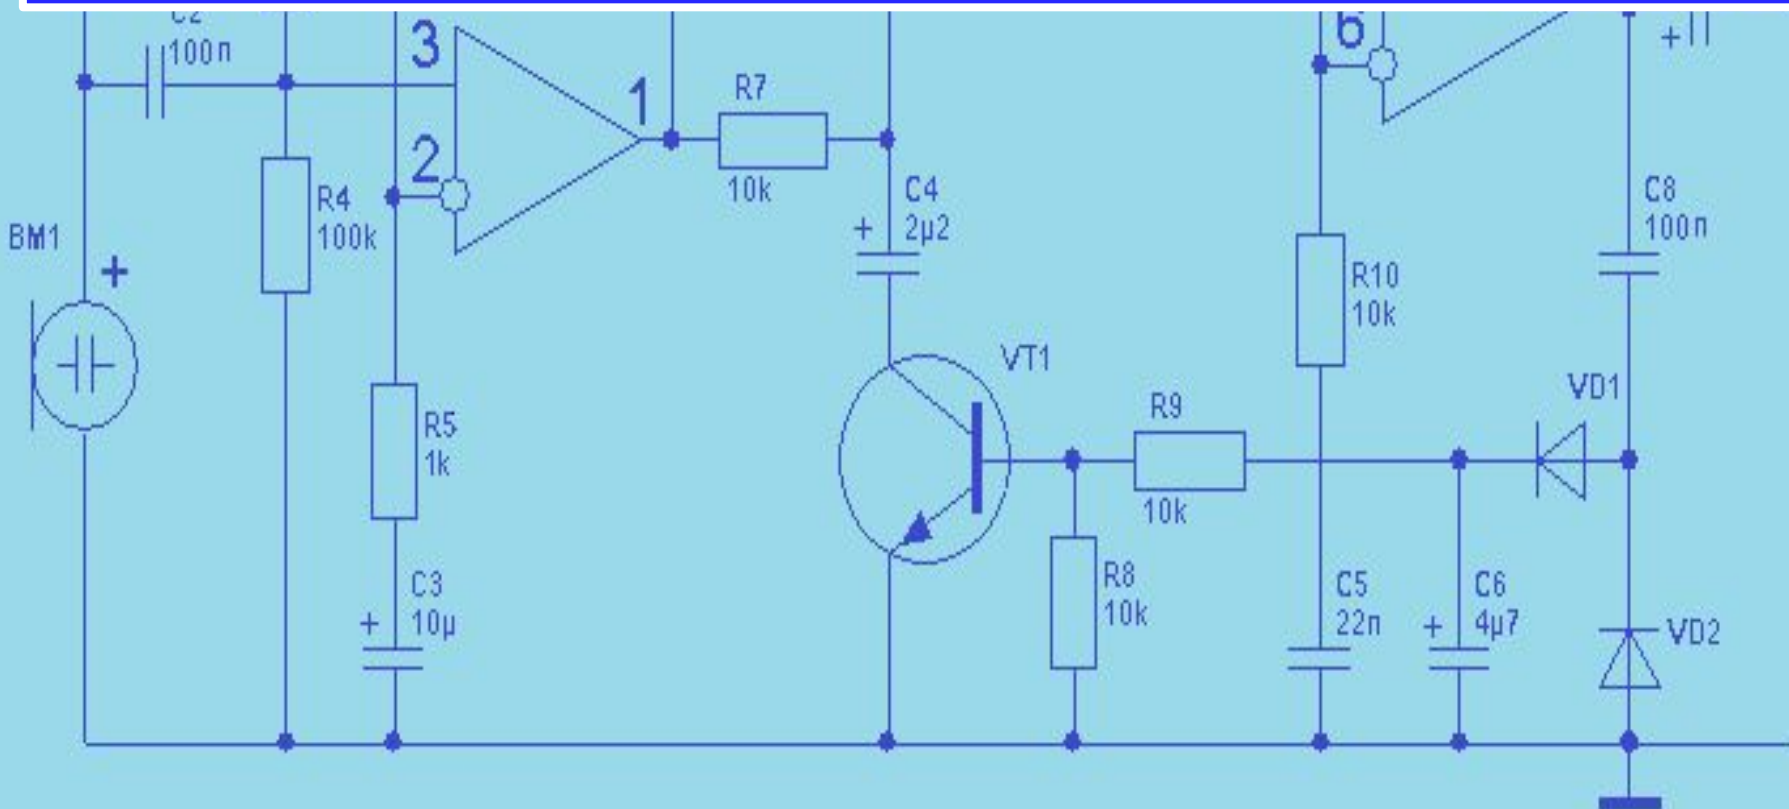 C2
100n
3
2
1
R4
100k
BM1
+
R5
1k
C3
+ 10µ
R7
10k
C4
+ 2µ2
VT1
R9
10k
R8
10k
6
R10
10k
C5
22n
C6
+ 4µ7
+
C8
100n
VD1
VD2